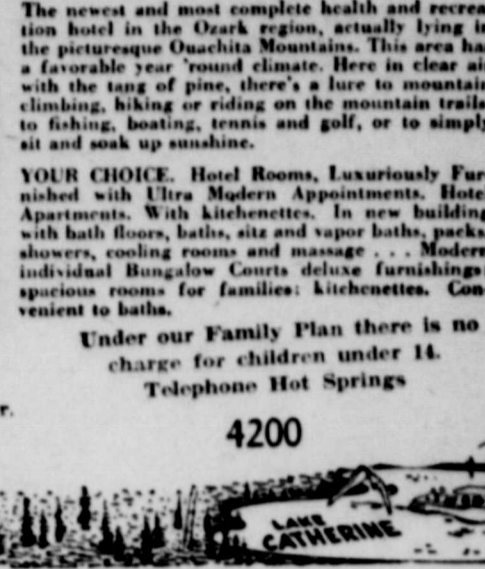 The newest and most complete health and recrea
tion hotel in the Ozark region, actually lying i
the picturesque Ouachita Mountains. This area ha
a favorable year 'round climate. Here in clear ai
with the tang of pine, there's a lure to mountain
climbing, hiking or riding on the mountain trails
to fishing, boating, tennis and golf, or to simply
sit and soak up sunshine.
YOUR CHOICE. Hotel Rooms, Luxuriously Fur
nished with Ultra Modern Appointments. Hote
Apartments. With kitchenettes. In new building
with bath floors, baths, sitz and vapor baths, packs
showers, cooling rooms and massage . . . Modern
individual Bungalow Courts deluxe furnishings
spacious rooms for families; kitchenettes. Con
venient to baths.
Under our Family Plan there is no
charge for children under 14.
Telephone Hot Springs
r.
4200
LAKE
CATHERINE